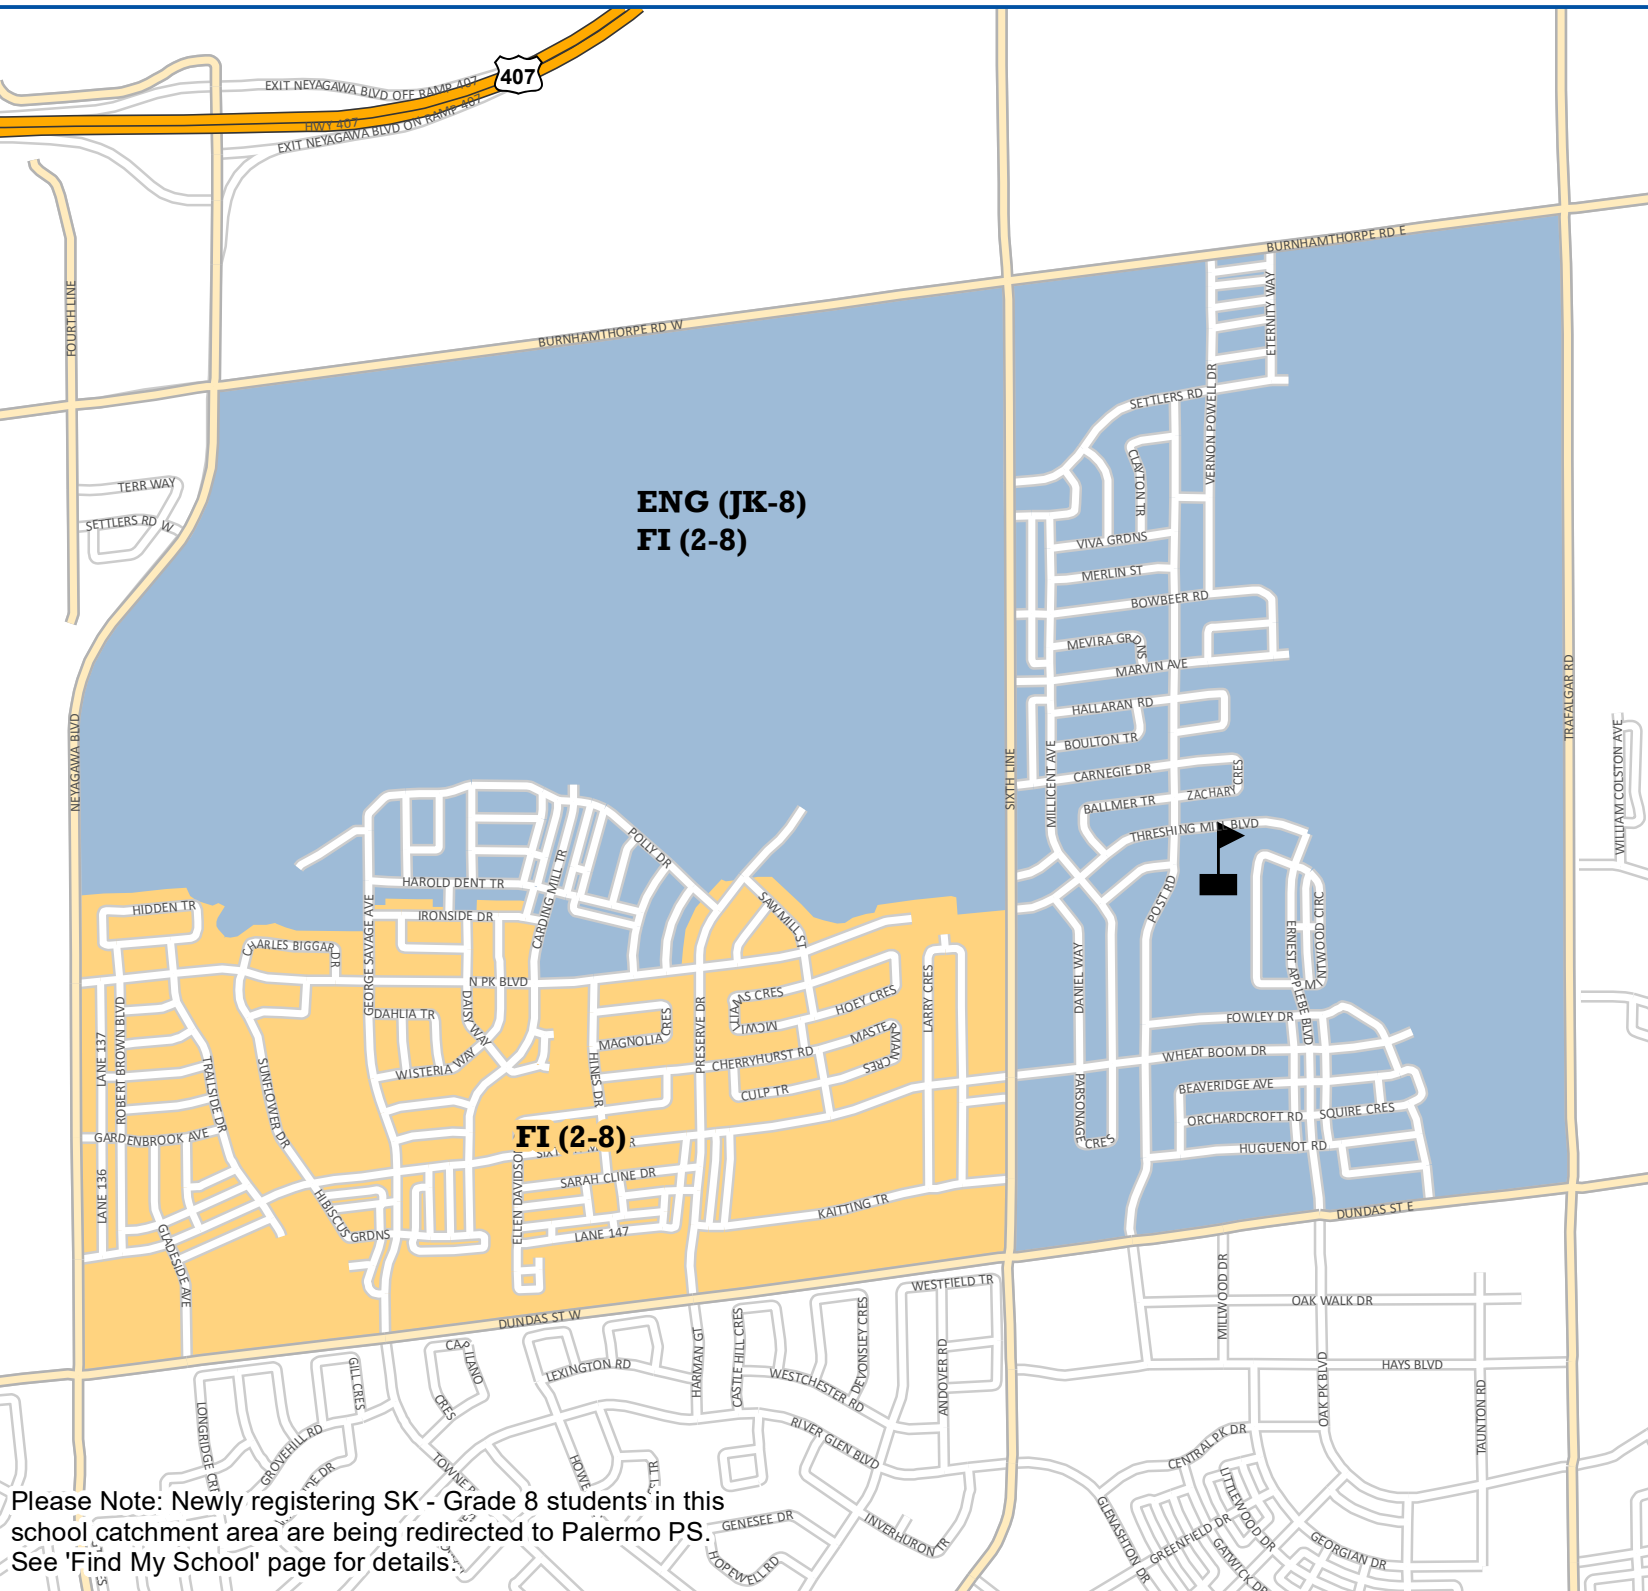 407
EXIT NEYAGAWA BLVD OFF RAMP 407
HWY 407
EXIT NEYAGAWA BLVD ON RAMP 407
BURNHAMTHORPE RD E
FOURTH LINE
BURNHAMTHORPE RD W
ETERNITY WAY
SETTLERS RD
VERNON POWELL DR
CLAYTON TR
TERR WAY
SETTLERS RD W
ENG (JK-8)
FI (2-8)
VIVA GRDNS
MERLIN ST
BOWBEER RD
MEVIRA GRDNS
MARVIN AVE
HALLARAN RD
BOULTON TR
CARNEGIE DR
ZACHARY CRES
BALLMER TR
THRESHING MILL BLVD
NEYAGAWA BLVD
SIXTH LINE
MILLICENT AVE
TRAFALGAR RD
WILLIAM COLSTON AVE
POLLY DR
HAROLD DENT TR
CARDING MILL TR
HIDDEN TR
IRONSIDE DR
GEORGE SAVAGE AVE
SAWMILL ST
POST RD
CHARLES BIGGAR DR
N PK BLVD
DAISY WAY
DAHLIA TR
WISTERIA WAY
LANE 137
ROBERT BROWN BLVD
TRAILSIDE DR
SUNFLOWER DR
GARDENBROOK AVE
LANE 136
GLADESIDE AVE
HIBISCUS GRDNS
HINES DR
MAGNOLIA CRES
PRESERVE DR
HOEY CRES
LARRY CRES
CHERRYHURST RD
CULP TR
FI (2-8)
ELLEN DAVIDSON
SARAH CLINE DR
LANE 147
KAITTING TR
DANIEL WAY
PARSONAGE CRES
ERNEST APPLEBE BLVD
FOWLEY DR
WHEAT BOOM DR
BEAVERIDGE AVE
ORCHARDCROFT RD
SQUIRE CRES
HUGUENOT RD
DUNDAS ST E
DUNDAS ST W
WESTFIELD TR
MILLWOOD DR
OAK WALK DR
HAYS BLVD
OAK PK BLVD
TAUNTON RD
CENTRAL PK DR
LITTLEWOOD DR
GLENASHTON DR
GREENFIELD DR
GATWICK DR
GEORGIAN DR
GILL CRES
CAPILANO CRES
LEXINGTON RD
HARMAN GT
CASTLE HILL CRES
WESTCHESTER RD
DEVONSLEY CRES
ANDOVER RD
RIVER GLEN BLVD
GROVEHILL RD
GENESEE DR
HOPEWELL RD
INVERHURON TR
Please Note: Newly registering SK - Grade 8 students in this
school catchment area are being redirected to Palermo PS.
See 'Find My School' page for details.